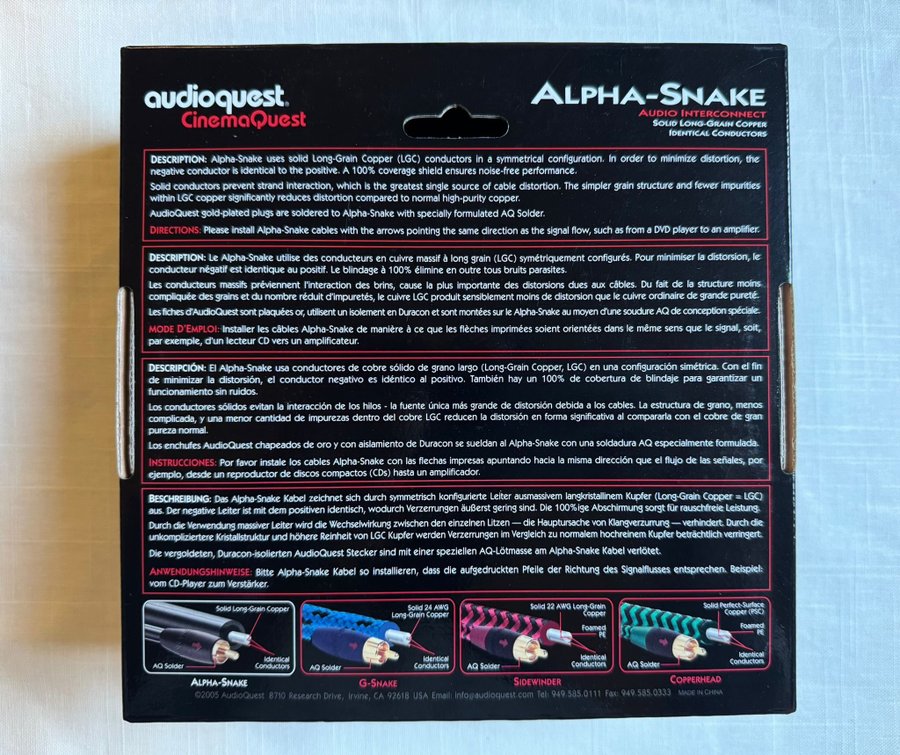 audioquest®
CinemaQuest
ALPHA-SNAKE
AUDIO INTERCONNECT
SOLID LONG-GRAIN COPPER
IDENTICAL CONDUCTORS
DESCRIPTION: Alpha-Snake uses solid Long-Grain Copper (LGC) conductors in a symmetrical configuration. In order to minimize distortion, the
negative conductor is identical to the positive. A 100% coverage shield ensures noise-free performance.
Solid conductors prevent strand interaction, which is the greatest single source of cable distortion. The simpler grain structure and fewer impurities
within LGC copper significantly reduces distortion compared to normal high-purity copper.
AudioQuest gold-plated plugs are soldered to Alpha-Snake with specially formulated AQ Solder.
DIRECTIONS: Please install Alpha-Snake cables with the arrows pointing the same direction as the signal flow, such as from a DVD player to an amplifier.
DESCRIPTION: Le Alpha-Snake utilise des conducteurs en cuivre massif à long grain (LGC) symétriquement configurés. Pour minimiser la distorsion, le
conducteur négatif est identique au positif. Le blindage à 100% élimine en outre tous bruits parasites.
Les conducteurs massifs préviennent l'interaction des brins, cause la plus importante des distorsions dues aux câbles. Du fait de la structure moins
compliquée des grains et du nombre réduit d'impuretés, le cuivre LGC produit sensiblement moins de distorsion que le cuivre ordinaire de grande pureté.
Les fiches d'AudioQuest sont plaquées or, utilisent un isolement en Duracon et sont montées sur le Alpha-Snake au moyen d'une soudure AQ de conception spéciale.
MODE D'EMPLOI: Installer les câbles Alpha-Snake de manière à ce que les flèches imprimées soient orientées dans le même sens que le signal, soit,
par exemple, d'un lecteur CD vers un amplificateur.
DESCRIPCIÓN: El Alpha-Snake usa conductores de cobre sólido de grano largo (Long-Grain Copper, LGC) en una configuración simétrica. Con el fin
de minimizar la distorsión, el conductor negativo es idéntico al positivo. También hay un 100% de cobertura de blindaje para garantizar un
funcionamiento sin ruidos.
Los conductores sólidos evitan la interacción de los hilos - la fuente única más grande de distorsión debida a los cables. La estructura de grano, menos
complicada, y una menor cantidad de impurezas dentro del cobre LGC reducen la distorsión en forma significativa al compararla con el cobre de gran
pureza normal.
Los enchufes AudioQuest chapeados de oro y con aislamiento de Duracon se sueldan al Alpha-Snake con una soldadura AQ especialmente formulada.
INSTRUCCIONES: Por favor instale los cables Alpha-Snake con las flechas impresas apuntando hacia la misma dirección que el flujo de las señales, por
ejemplo, desde un reproductor de discos compactos (CDs) hasta un amplificador.
BESCHREIBUNG: Das Alpha-Snake Kabel zeichnet sich durch symmetrisch konfigurierte Leiter ausmassivem langkristallinem Kupfer (Long-Grain Copper = LGC)
aus. Der negative Leiter ist mit dem positiven identisch, wodurch Verzerrungen äußerst gering sind. Die 100%ige Abschirmung sorgt für rauschfreie Leistung.
Durch die Verwendung massiver Leiter wird die Wechselwirkung zwischen den einzelnen Litzen — die Hauptursache von Klangverzurrung — verhindert. Durch die
unkompliziertere Kristallstruktur und höhere Reinheit von LGC Kupfer werden Verzerrungen im Vergleich zu normalem hochreinem Kupfer beträchtlich verringert.
Die vergoldeten, Duracon-isolierten AudioQuest Stecker sind mit einer speziellen AQ-Lötmasse am Alpha-Snake Kabel verlötet.
ANWENDUNGSHINWEISE: Bitte Alpha-Snake Kabel so installieren, dass die aufgedruckten Pfeile der Richtung des Signalflusses entsprechen. Beispiel:
vom CD-Player zum Verstärker.
Solid Long-Grain Copper
AQ Solder
Identical
Conductors
ALPHA-SNAKE
Solid 24 AWG
Long-Grain Copper
AQ Solder
Identical
Conductors
G-SNAKE
Solid 22 AWG Long-Grain
Copper
Foamed
PE
AQ Solder
Identical
Conductors
SIDEWINDER
Solid Perfect-Surface
Copper (PSC)
Foamed
PE
AQ Solder
Identical
Conductors
COPPERHEAD
©2005 AudioQuest 8710 Research Drive, Irvine, CA 92618 USA Email: info@audioquest.com Tel: 949.585.0111 Fax: 949.585.0333 MADE IN CHINA